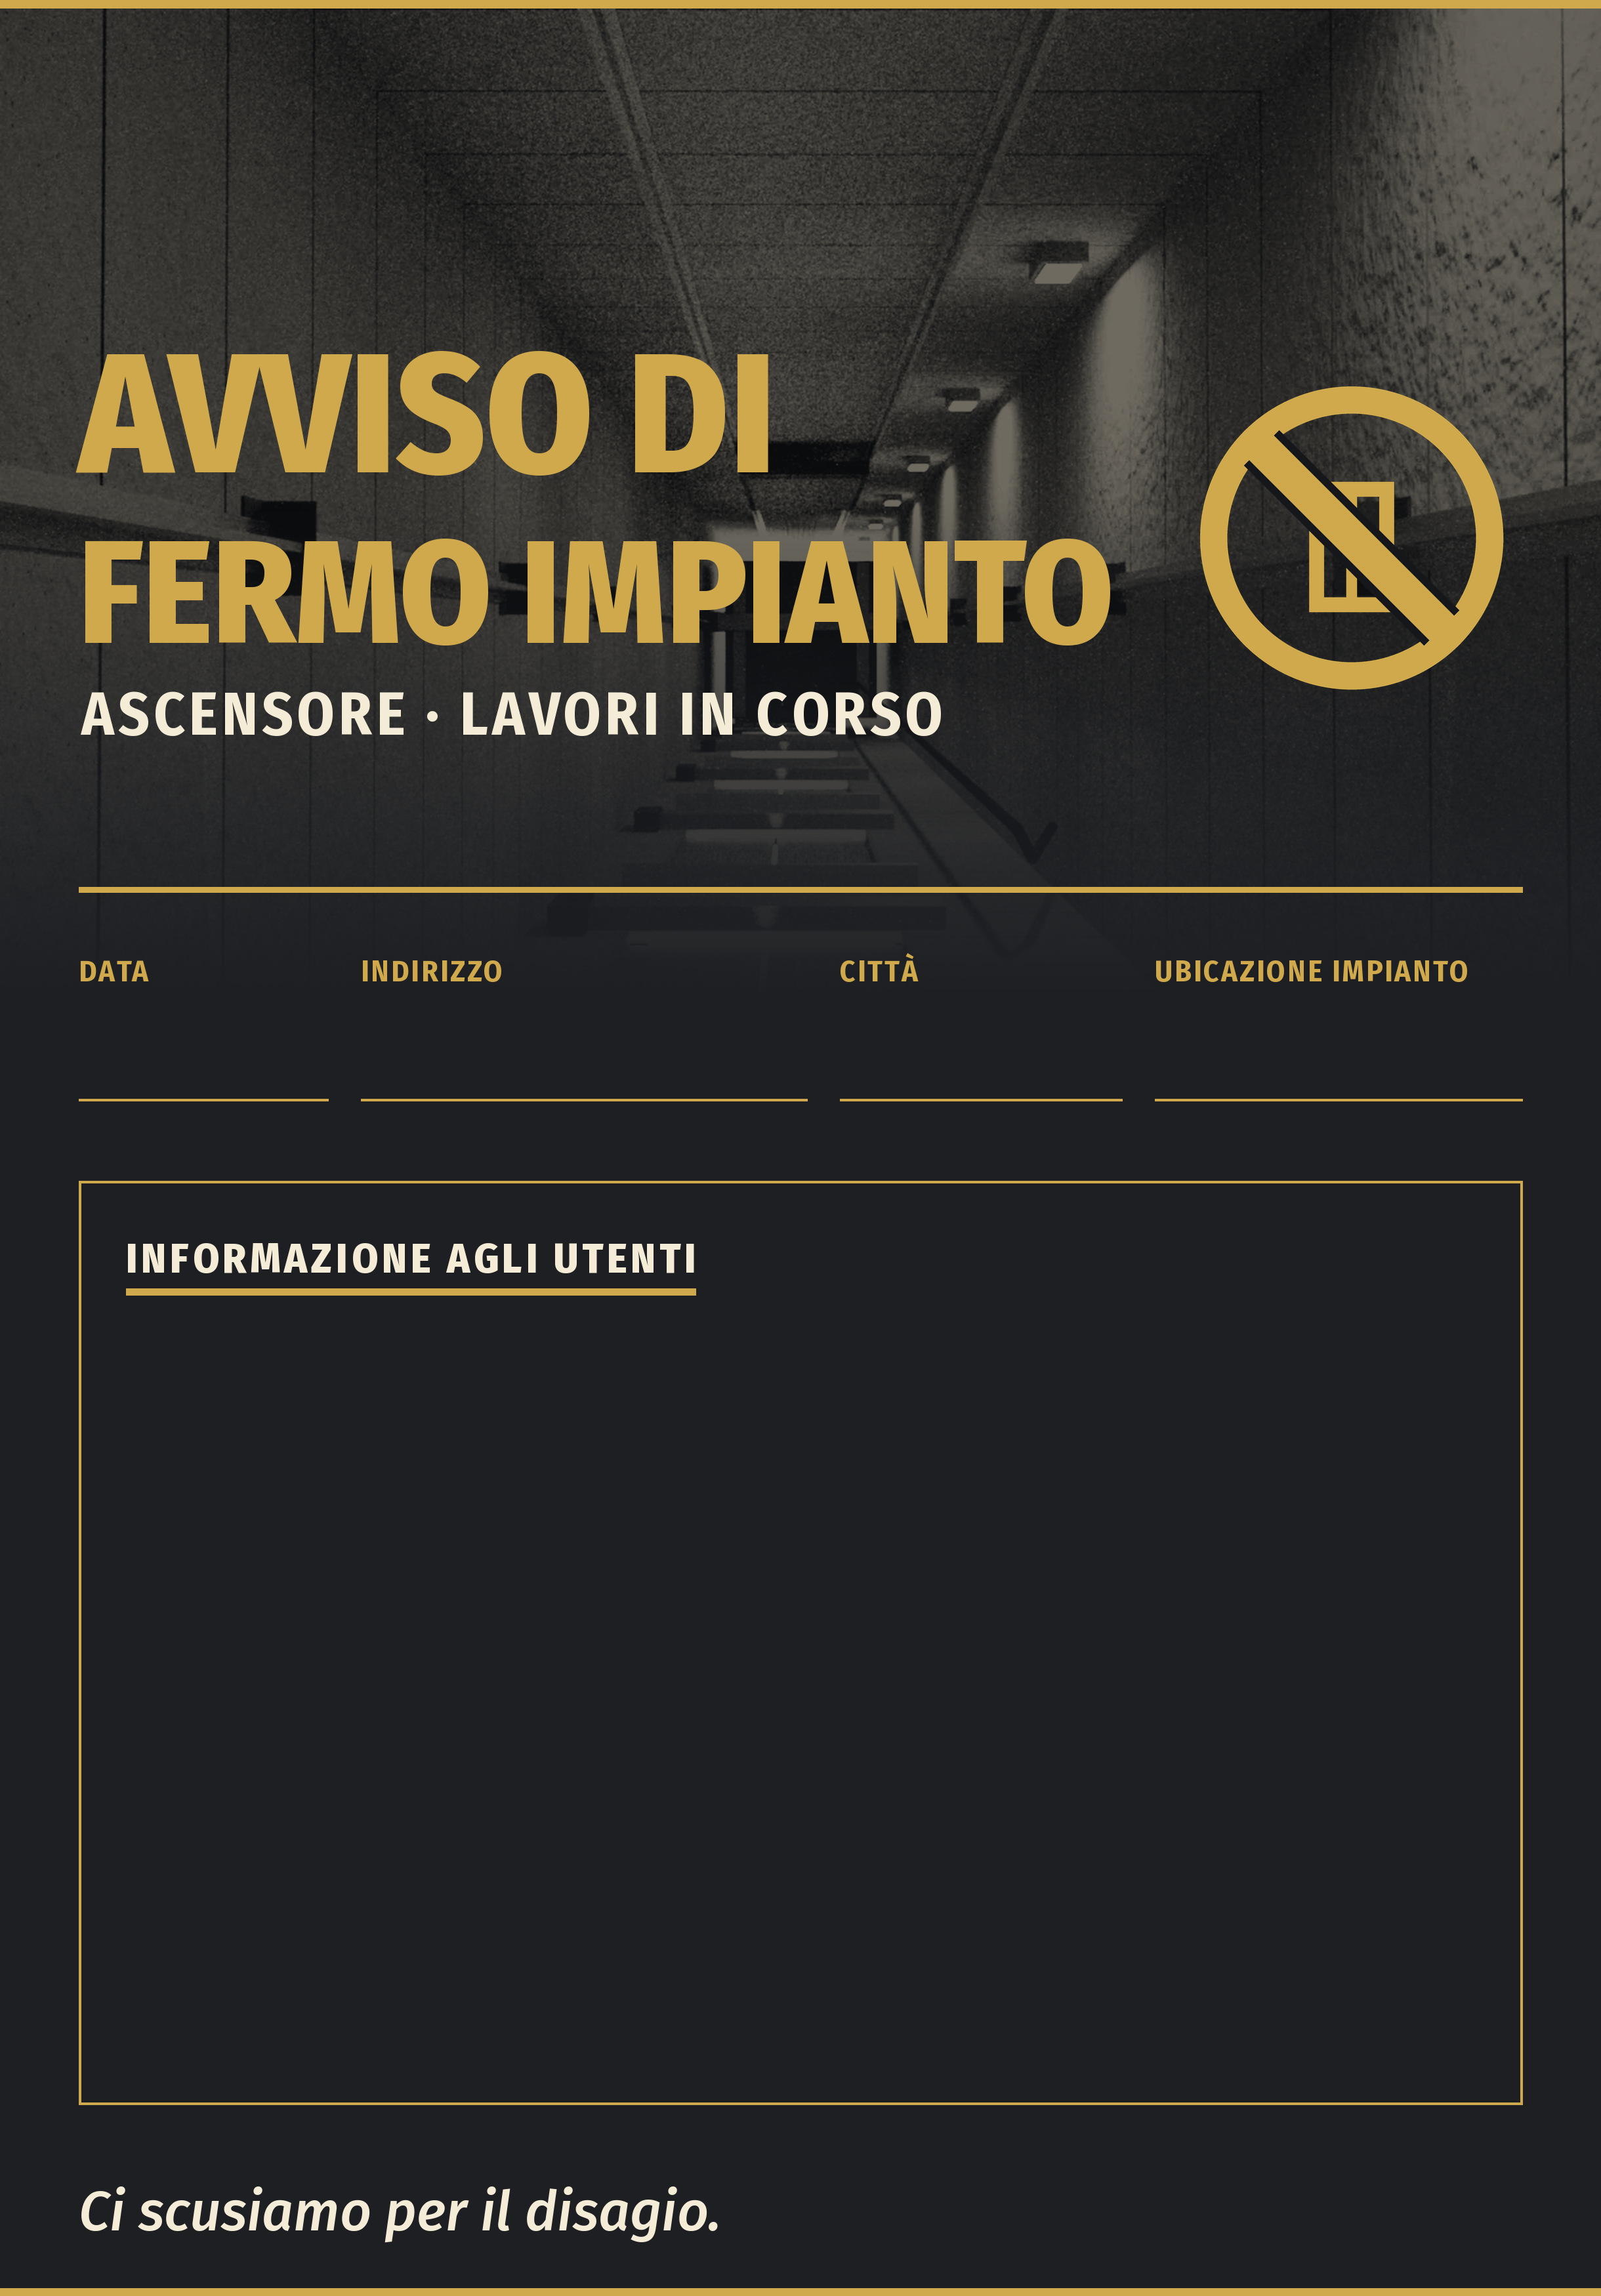 AVVISO DI
FERMO IMPIANTO
ASCENSORE · LAVORI IN CORSO
DATA INDIRIZZO CITTÀ UBICAZIONE IMPIANTO
INFORMAZIONE AGLI UTENTI
Ci scusiamo per il disagio.